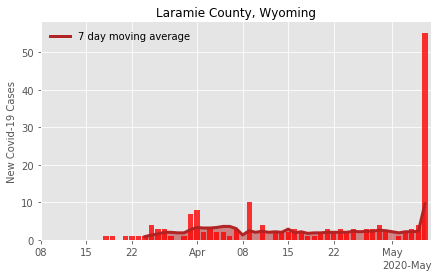 Laramie County, Wyoming
7 day moving average
New Covid-19 Cases
50
40
30
20
10
0
08 15 22 Apr 08 15 22 May
2020-May